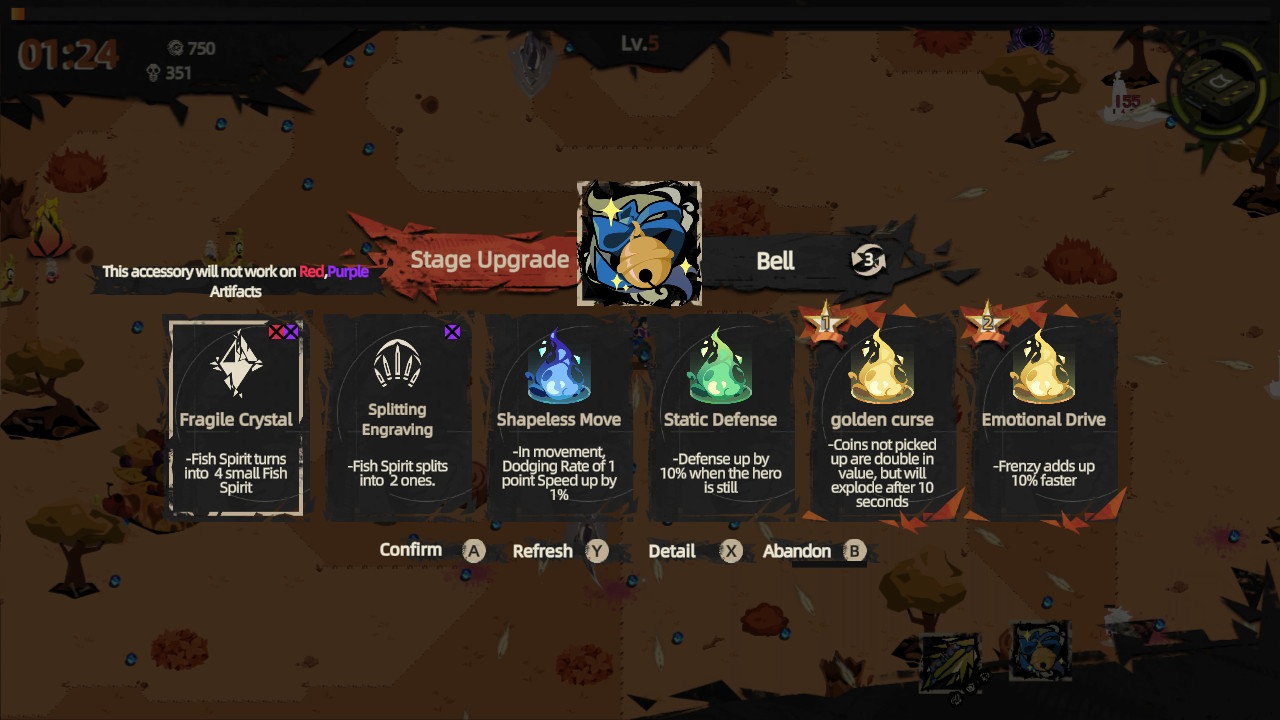 01:24
750
351
Lv.5
155
Stage Upgrade
Bell
3
This accessory will not work on Red,Purple
Artifacts
Fragile Crystal
-Fish Spirit turns
into 4 small Fish
Spirit
Splitting
Engraving
-Fish Spirit splits
into 2 ones.
Shapeless Move
-In movement,
Dodging Rate of 1
point Speed up by
1%
Static Defense
-Defense up by
10% when the hero
is still
1
golden curse
-Coins not picked
up are double in
value, but will
explode after 10
seconds
2
Emotional Drive
-Frenzy adds up
10% faster
Confirm A Refresh Y Detail X Abandon B